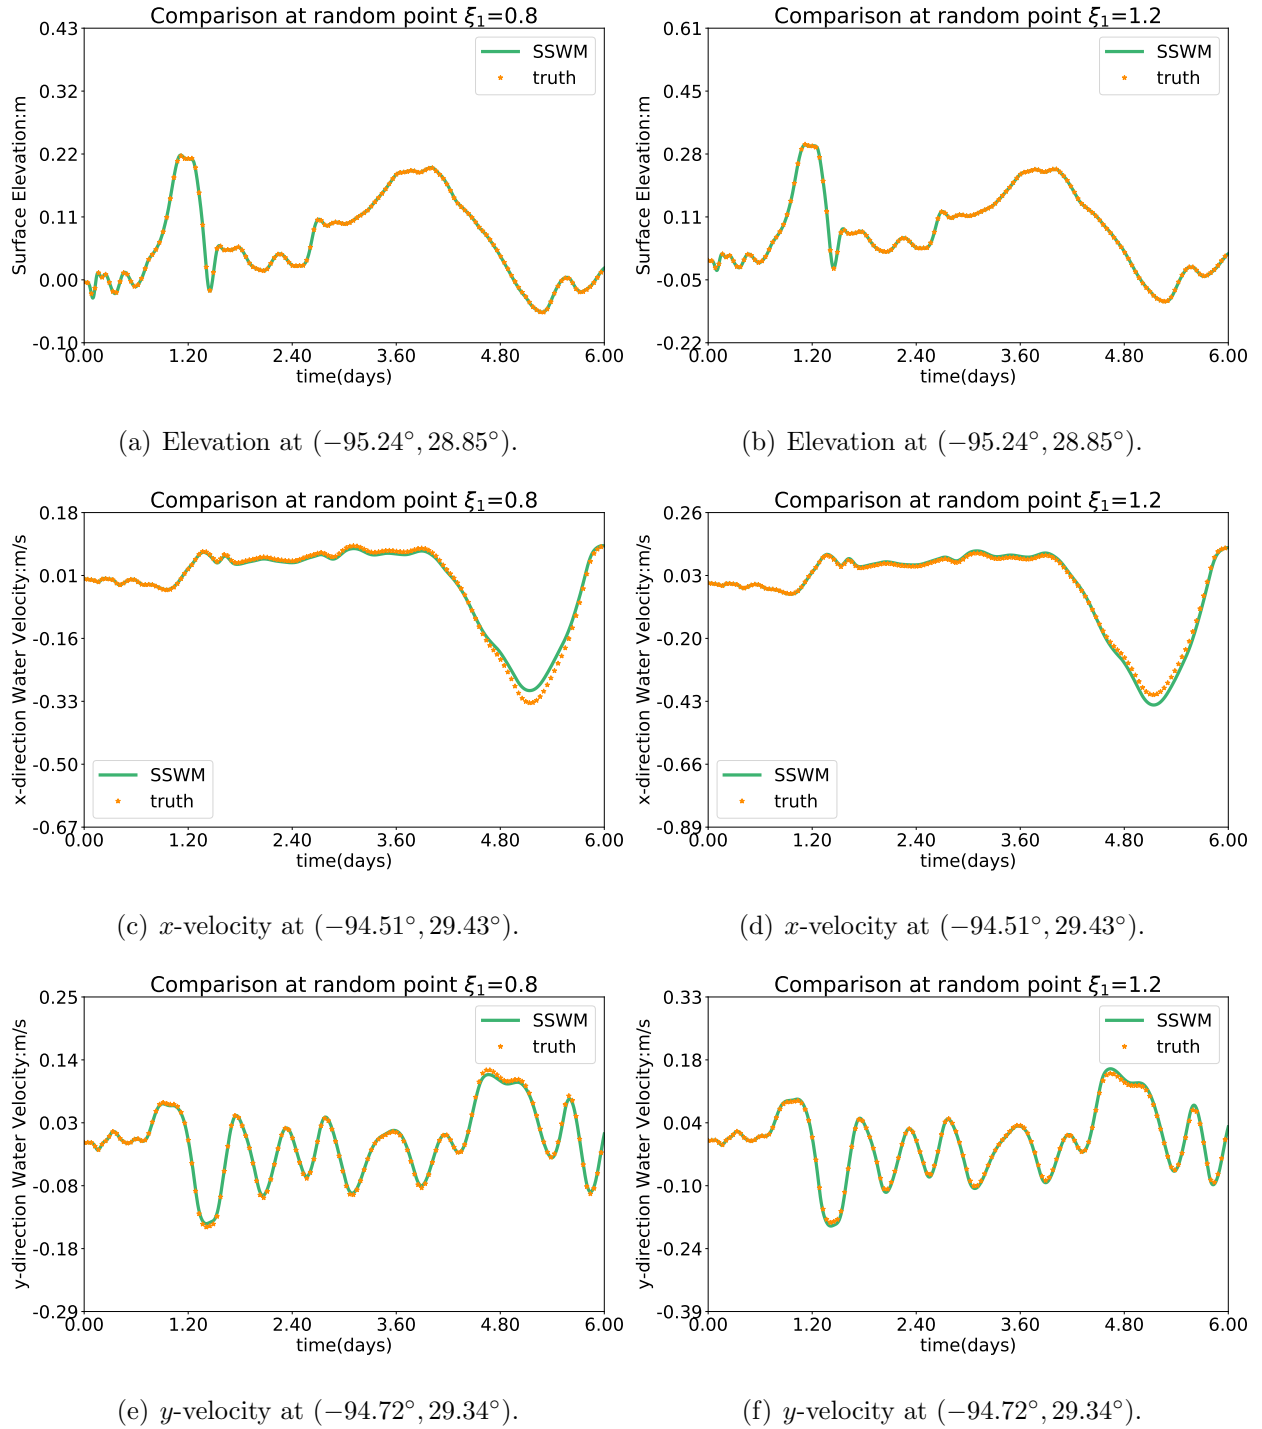 Comparison at random point ξ₁=0.8
0.43
0.32
0.22
0.11
0.00
-0.10
Surface Elevation:m
SSWM
truth
0.00 1.20 2.40 3.60 4.80 6.00
time(days)
(a) Elevation at (−95.24°, 28.85°).
Comparison at random point ξ₁=1.2
0.61
0.45
0.28
0.11
-0.05
-0.22
Surface Elevation:m
SSWM
truth
0.00 1.20 2.40 3.60 4.80 6.00
time(days)
(b) Elevation at (−95.24°, 28.85°).
Comparison at random point ξ₁=0.8
0.18
0.01
-0.16
-0.33
-0.50
-0.67
x-direction Water Velocity:m/s
SSWM
truth
0.00 1.20 2.40 3.60 4.80 6.00
time(days)
(c) x-velocity at (−94.51°, 29.43°).
Comparison at random point ξ₁=1.2
0.26
0.03
-0.20
-0.43
-0.66
-0.89
x-direction Water Velocity:m/s
SSWM
truth
0.00 1.20 2.40 3.60 4.80 6.00
time(days)
(d) x-velocity at (−94.51°, 29.43°).
Comparison at random point ξ₁=0.8
0.25
0.14
0.03
-0.08
-0.18
-0.29
y-direction Water Velocity:m/s
SSWM
truth
0.00 1.20 2.40 3.60 4.80 6.00
time(days)
(e) y-velocity at (−94.72°, 29.34°).
Comparison at random point ξ₁=1.2
0.33
0.18
0.04
-0.10
-0.24
-0.39
y-direction Water Velocity:m/s
SSWM
truth
0.00 1.20 2.40 3.60 4.80 6.00
time(days)
(f) y-velocity at (−94.72°, 29.34°).